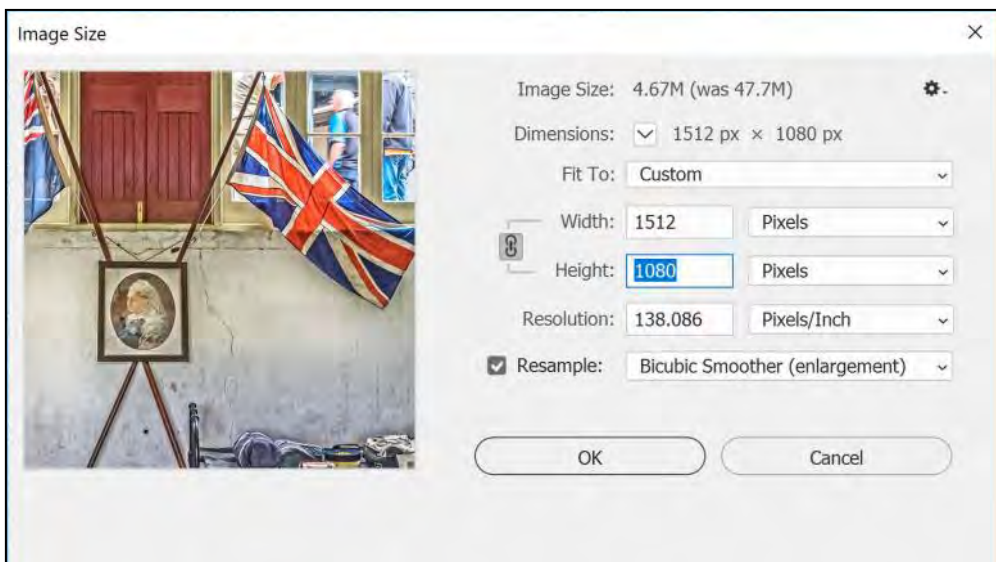 Image Size
Image Size: 4.67M (was 47.7M)
Dimensions: 1512 px × 1080 px
Fit To: Custom
Width: 1512 Pixels
Height: 1080 Pixels
Resolution: 138.086 Pixels/Inch
Resample: Bicubic Smoother (enlargement)
OK Cancel